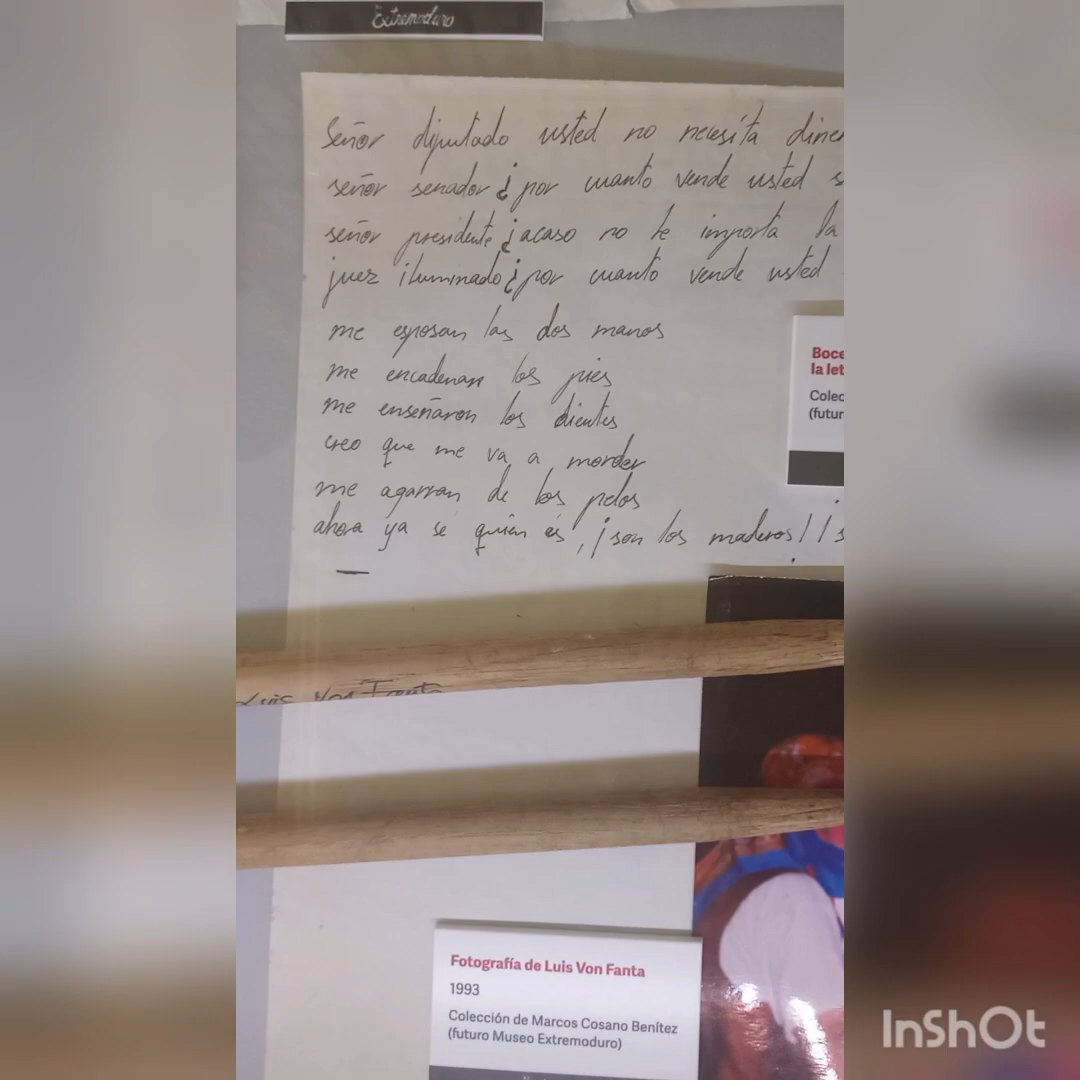 Extremoduro
señor diputado usted no necesita diner
señor senador ¿por cuanto vende usted s
señor presidente ¿acaso no te importa la
juez iluminado ¿por cuanto vende usted
me esposan las dos manos
me encadenan los pies
me enseñaron los dientes
creo que me va a morder
me agarran de los pelos
ahora ya se quién es, ¡son los maderos! ¡s
Boce
la let
Colec
(futur
Luis Von Fanta
Fotografía de Luis Von Fanta
1993
Colección de Marcos Cosano Benítez
(futuro Museo Extremoduro)
InShOt